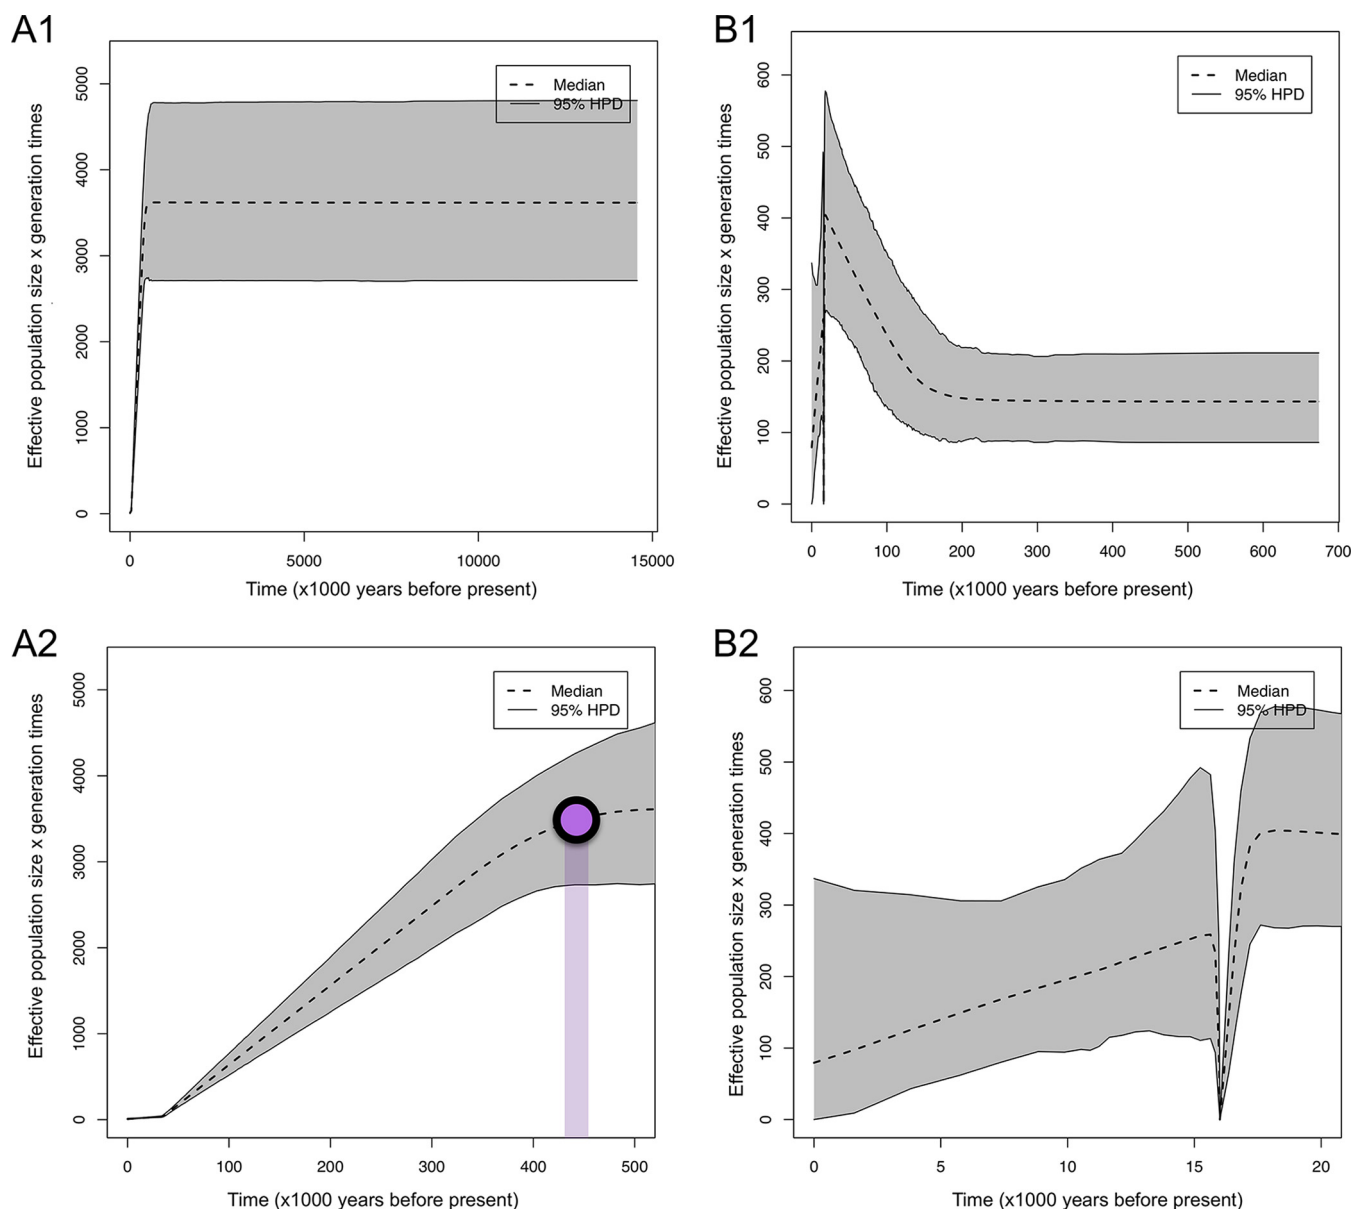 A1
Effective population size x generation times
5000
4000
3000
2000
1000
0
Median
95% HPD
0 5000 10000 15000
Time (x1000 years before present)
B1
Effective population size x generation times
600
500
400
300
200
100
0
Median
95% HPD
0 100 200 300 400 500 600 700
Time (x1000 years before present)
A2
Effective population size x generation times
5000
4000
3000
2000
1000
0
Median
95% HPD
0 100 200 300 400 500
Time (x1000 years before present)
B2
Effective population size x generation times
600
500
400
300
200
100
0
Median
95% HPD
0 5 10 15 20
Time (x1000 years before present)